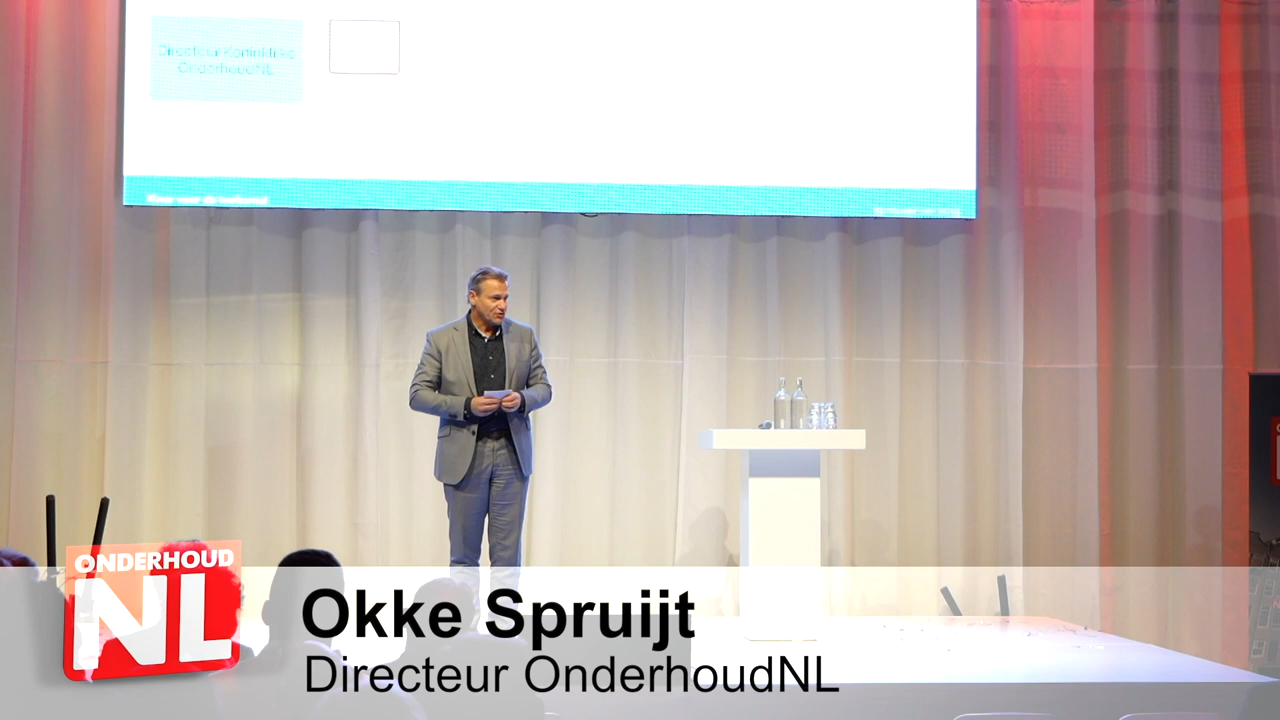 Directeur Koninklijke
OnderhoudNL
ONDERHOUD
NL
Okke Spruijt
Directeur OnderhoudNL